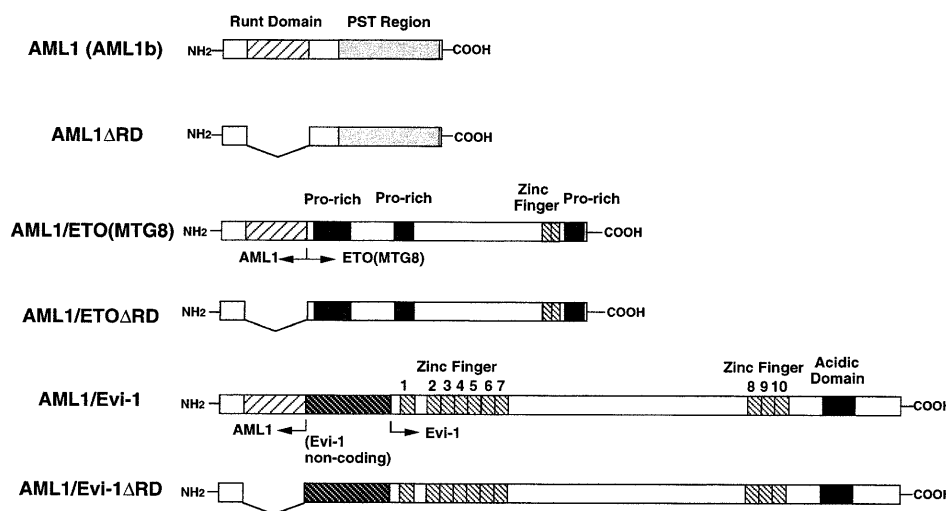 Runt Domain PST Region
AML1 (AML1b) NH2 COOH
AML1ΔRD NH2 COOH
Pro-rich Pro-rich Zinc Finger Pro-rich
AML1/ETO(MTG8) NH2 COOH
AML1 ETO(MTG8)
AML1/ETOΔRD NH2 COOH
Zinc Finger Zinc Finger Acidic Domain
1 2 3 4 5 6 7 8 9 10
AML1/Evi-1 NH2 COOH
AML1 (Evi-1 non-coding) Evi-1
AML1/Evi-1ΔRD NH2 COOH